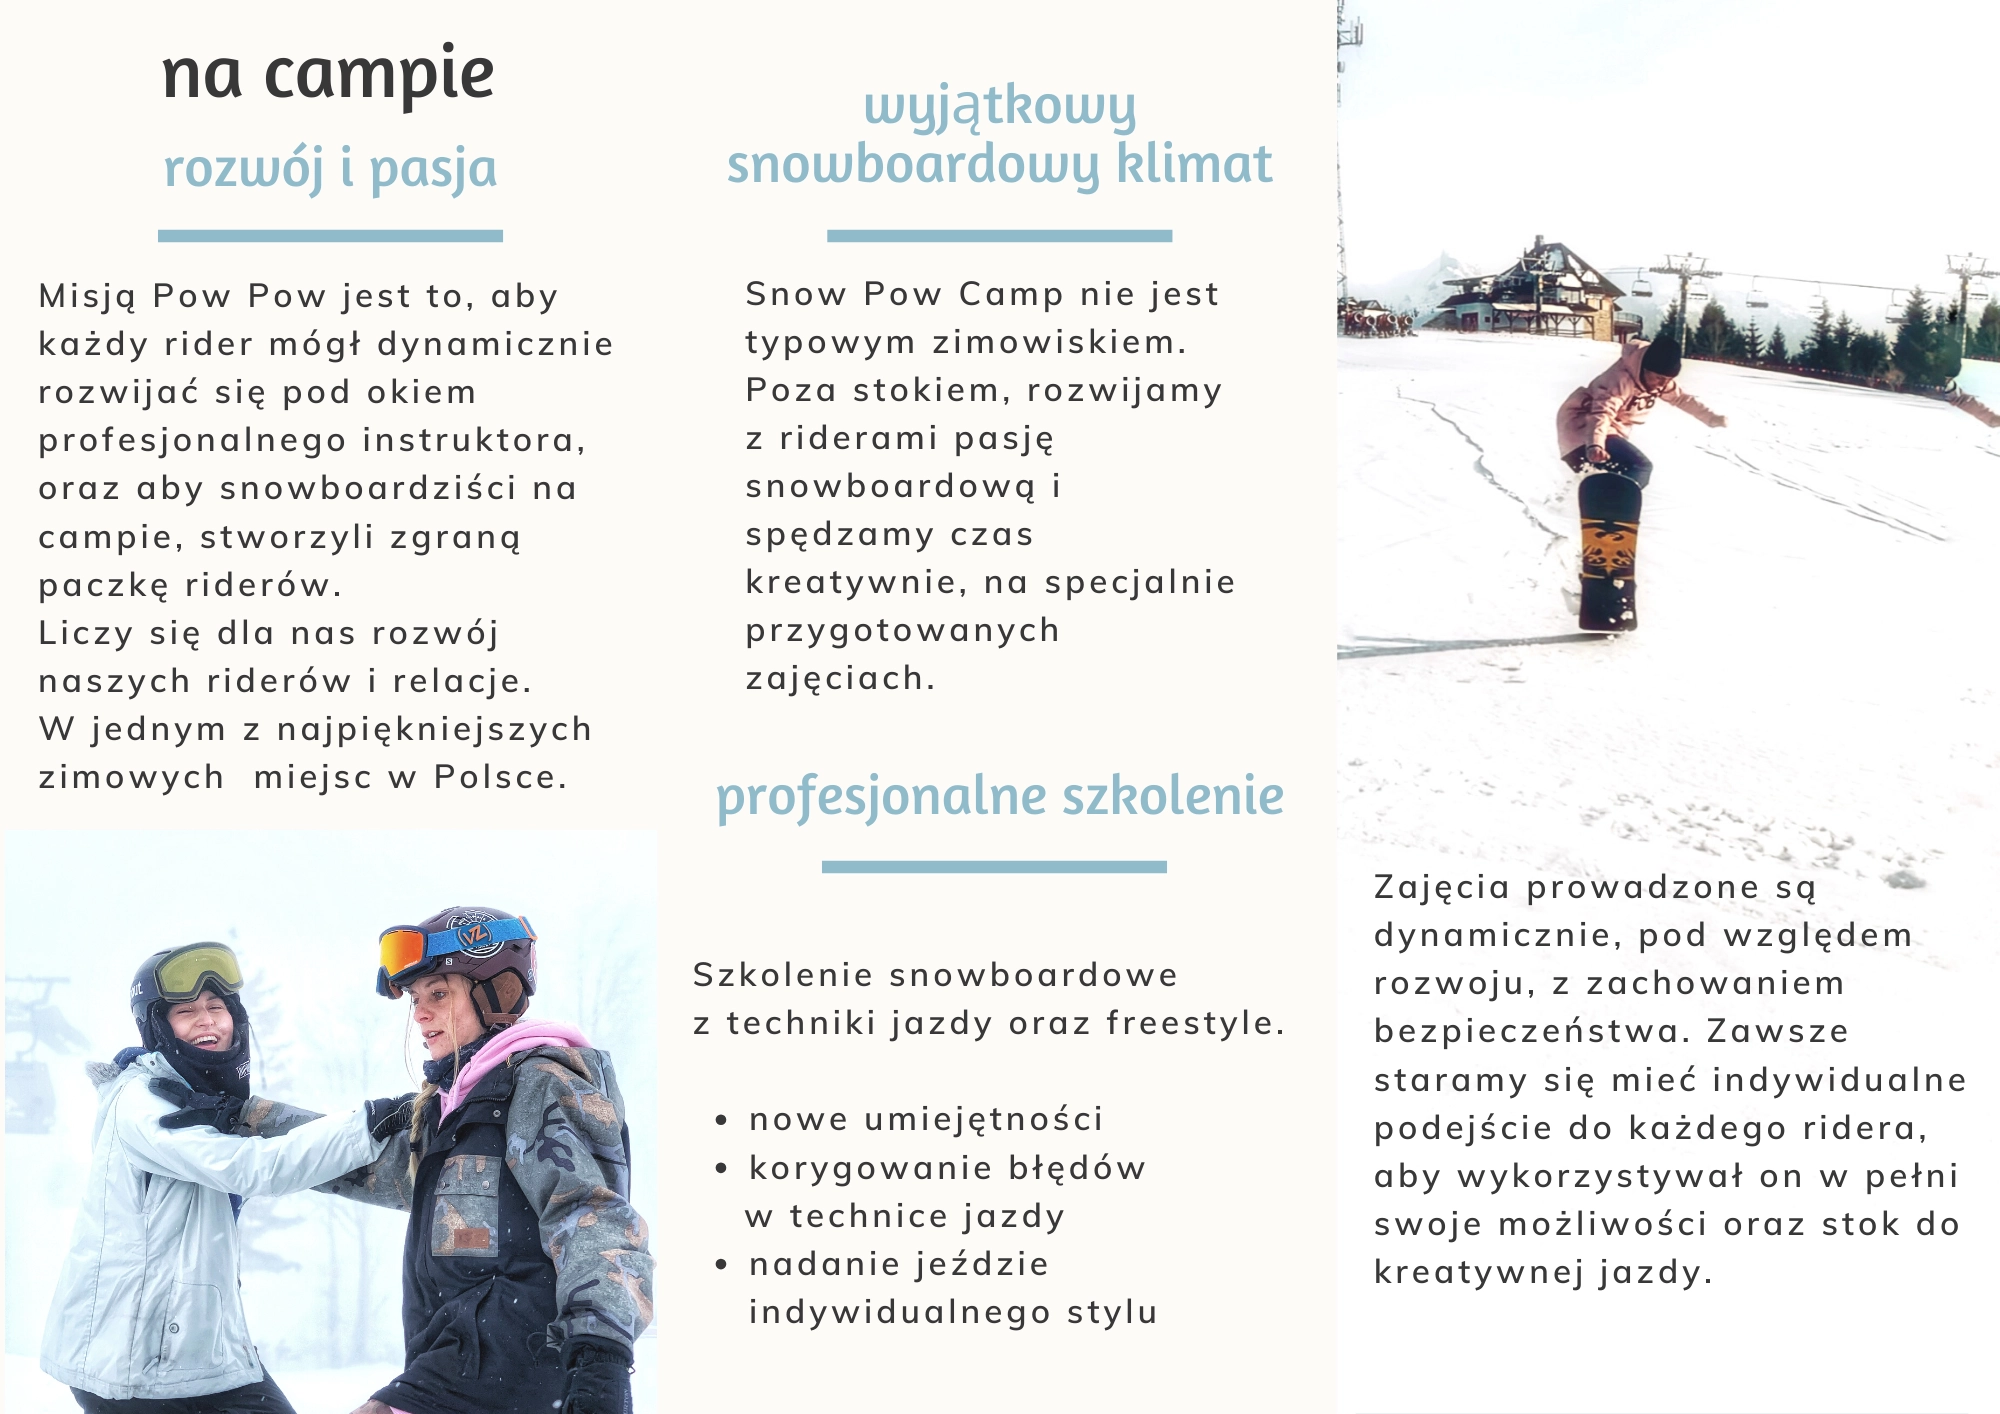 na campie
rozwój i pasja
Misją Pow Pow jest to, aby
każdy rider mógł dynamicznie
rozwijać się pod okiem
profesjonalnego instruktora,
oraz aby snowboardziści na
campie, stworzyli zgraną
paczkę riderów.
Liczy się dla nas rozwój
naszych riderów i relacje.
W jednym z najpiękniejszych
zimowych  miejsc w Polsce.
VZ
wyjątkowy
snowboardowy klimat
Snow Pow Camp nie jest
typowym zimowiskiem.
Poza stokiem, rozwijamy
z riderami pasję
snowboardową i
spędzamy czas
kreatywnie, na specjalnie
przygotowanych
zajęciach.
profesjonalne szkolenie
Szkolenie snowboardowe
z techniki jazdy oraz freestyle.
• nowe umiejętności
• korygowanie błędów
w technice jazdy
• nadanie jeździe
indywidualnego stylu
Zajęcia prowadzone są
dynamicznie, pod względem
rozwoju, z zachowaniem
bezpieczeństwa. Zawsze
staramy się mieć indywidualne
podejście do każdego ridera,
aby wykorzystywał on w pełni
swoje możliwości oraz stok do
kreatywnej jazdy.